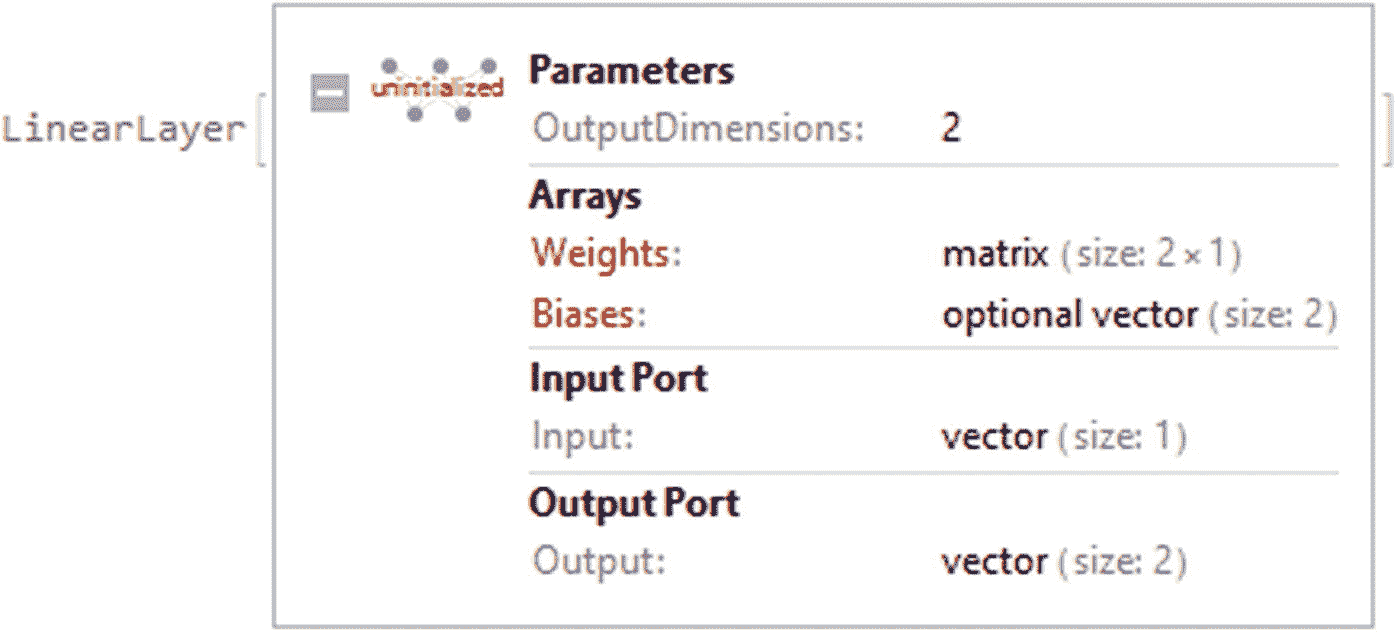 uninitialized Parameters
LinearLayer[ OutputDimensions: 2 ]
Arrays
Weights: matrix (size: 2×1)
Biases: optional vector (size: 2)
Input Port
Input: vector (size: 1)
Output Port
Output: vector (size: 2)